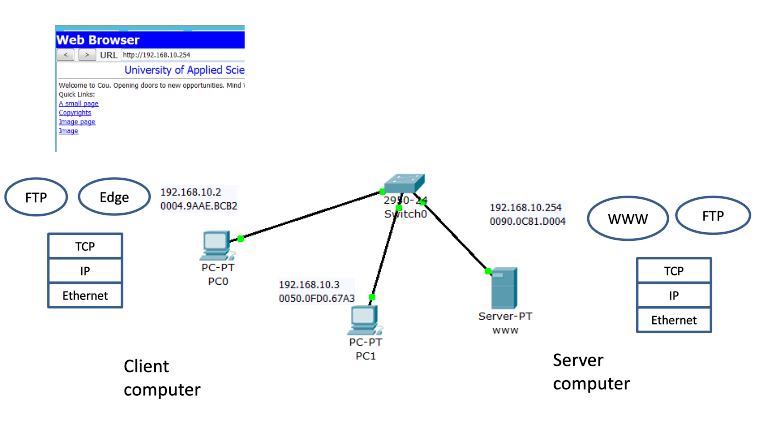 Web Browser
< > URL http://192.168.10.254
University of Applied Scie
Welcome to Cou. Opening doors to new opportunities. Mind
Quick Links:
A small page
Copyrights
Image page
Image
FTP
Edge
192.168.10.2
0004.9AAE.BCB2
TCP
IP
Ethernet
PC-PT
PC0
2950-24
Switch0
192.168.10.3
0050.0FD0.67A3
PC-PT
PC1
192.168.10.254
0090.0C81.D004
WWW
FTP
Server-PT
www
TCP
IP
Ethernet
Client
computer
Server
computer